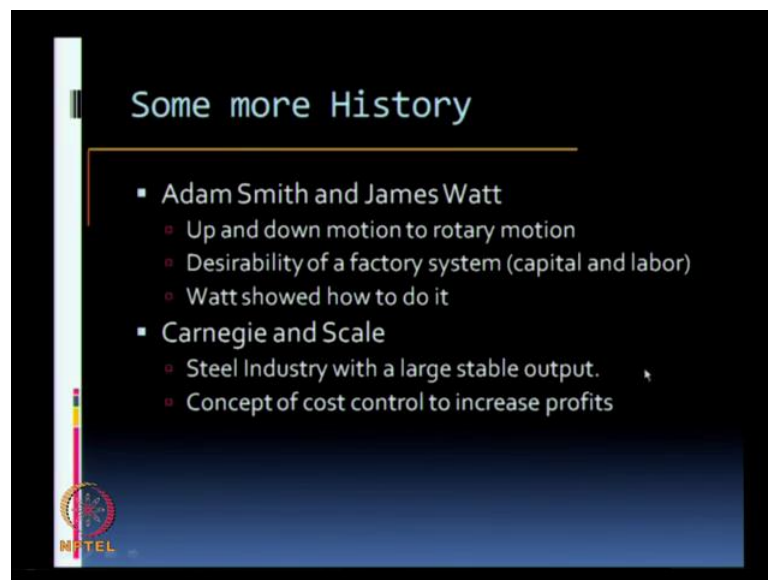 Some more History
Adam Smith and James Watt
Up and down motion to rotary motion
Desirability of a factory system (capital and labor)
Watt showed how to do it
Carnegie and Scale
Steel Industry with a large stable output.
Concept of cost control to increase profits
NPTEL